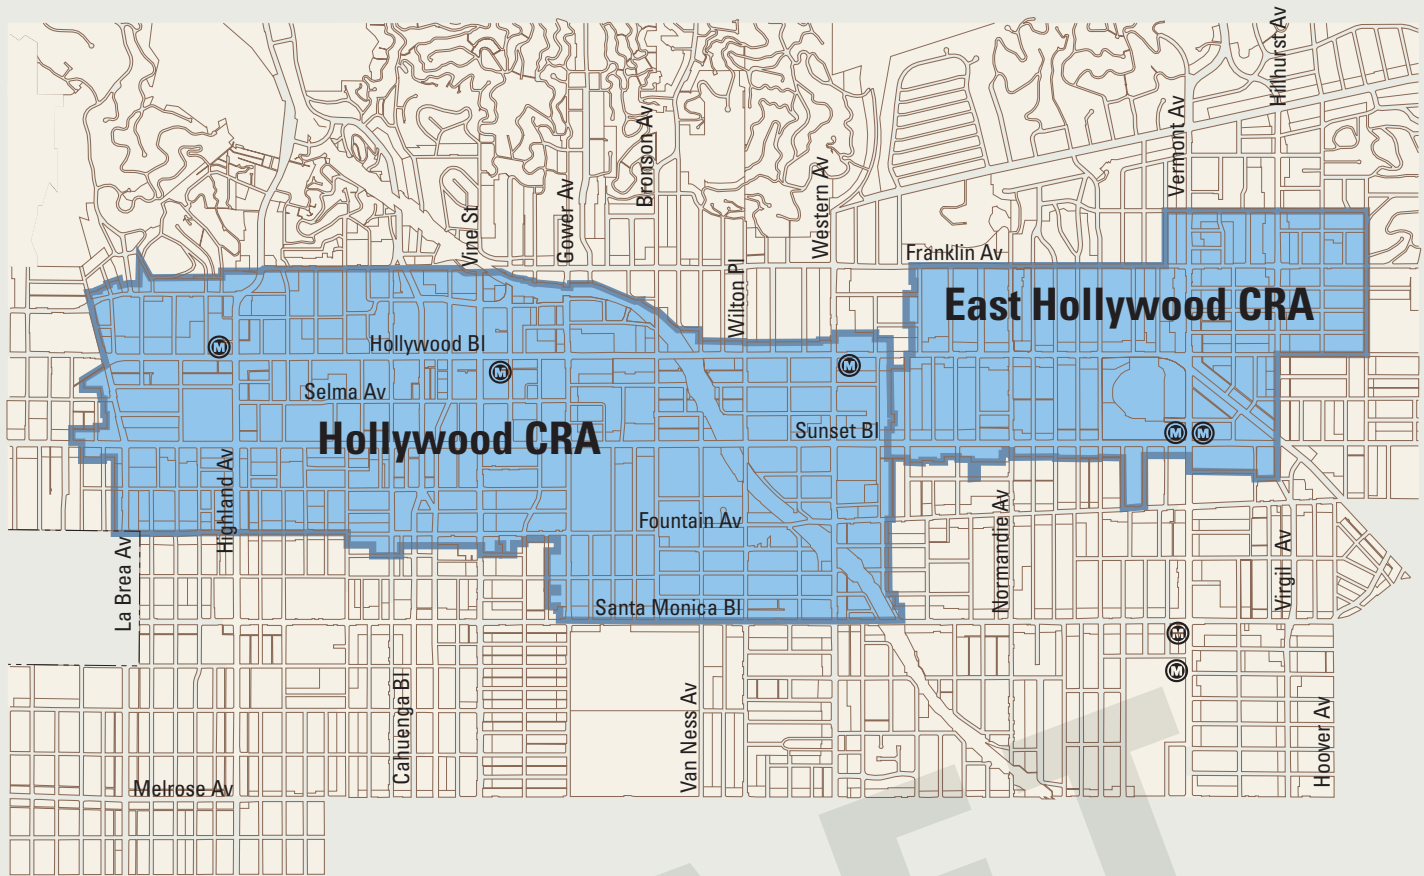 Hillhurst Av
Bronson Av
Vermont Av
Vine St
Gower Av
Western Av
Franklin Av
Wilton Pl
East Hollywood CRA
Hollywood Bl
M
M
M
Selma Av
Hollywood CRA
Sunset Bl
M
M
Highland Av
Fountain Av
Normandie Av
La Brea Av
Virgil Av
Santa Monica Bl
M
M
Cahuenga Bl
Van Ness Av
Hoover Av
Melrose Av